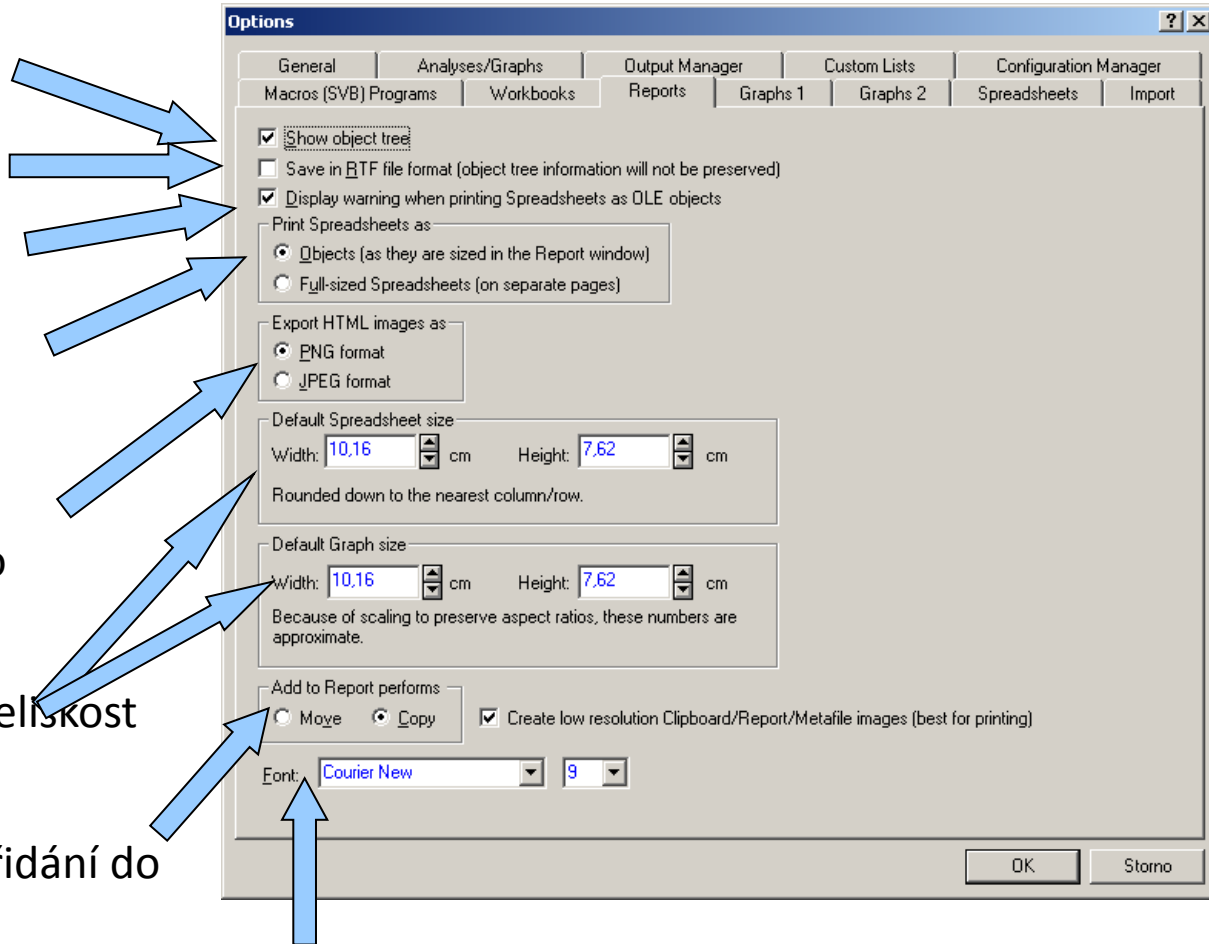 Options
General Analyses/Graphs Output Manager Custom Lists Configuration Manager
Macros (SVB) Programs Workbooks Reports Graphs 1 Graphs 2 Spreadsheets Import
Show object tree
Save in RTF file format (object tree information will not be preserved)
Display warning when printing Spreadsheets as OLE objects
Print Spreadsheets as
Objects (as they are sized in the Report window)
Full-sized Spreadsheets (on separate pages)
Export HTML images as
PNG format
JPEG format
Default Spreadsheet size
Width: 10,16 cm Height: 7,62 cm
Rounded down to the nearest column/row.
Default Graph size
Width: 10,16 cm Height: 7,62 cm
Because of scaling to preserve aspect ratios, these numbers are
approximate.
Add to Report performs
Move Copy Create low resolution Clipboard/Report/Metafile images (best for printing)
Font: Courier New 9
OK Storno
do